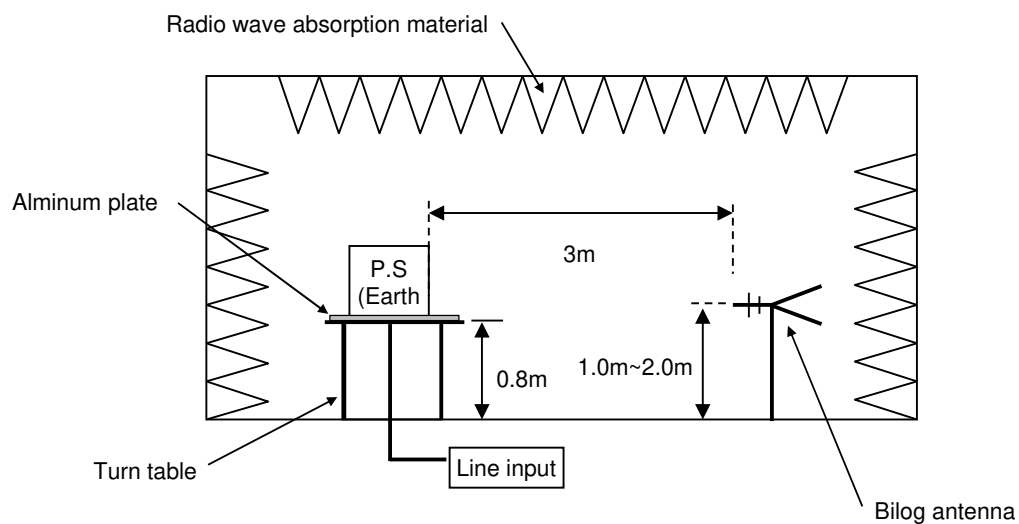 Radio wave absorption material
Alminum plate
3m
P.S
(Earth
0.8m
1.0m~2.0m
Turn table
Line input
Bilog antenna